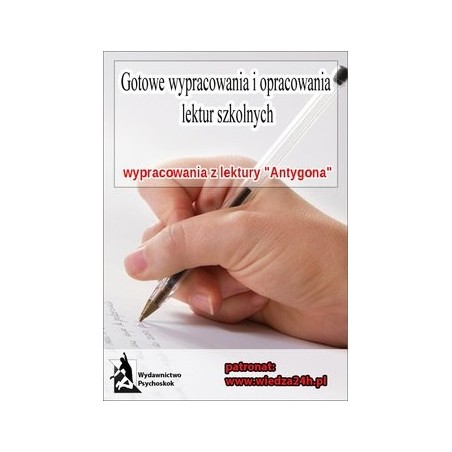 Gotowe wypracowania i opracowania
lektur szkolnych
wypracowania z lektury "Antygona"
Wydawnictwo
Psychoskok
patronat:
www.wiedza24h.pl